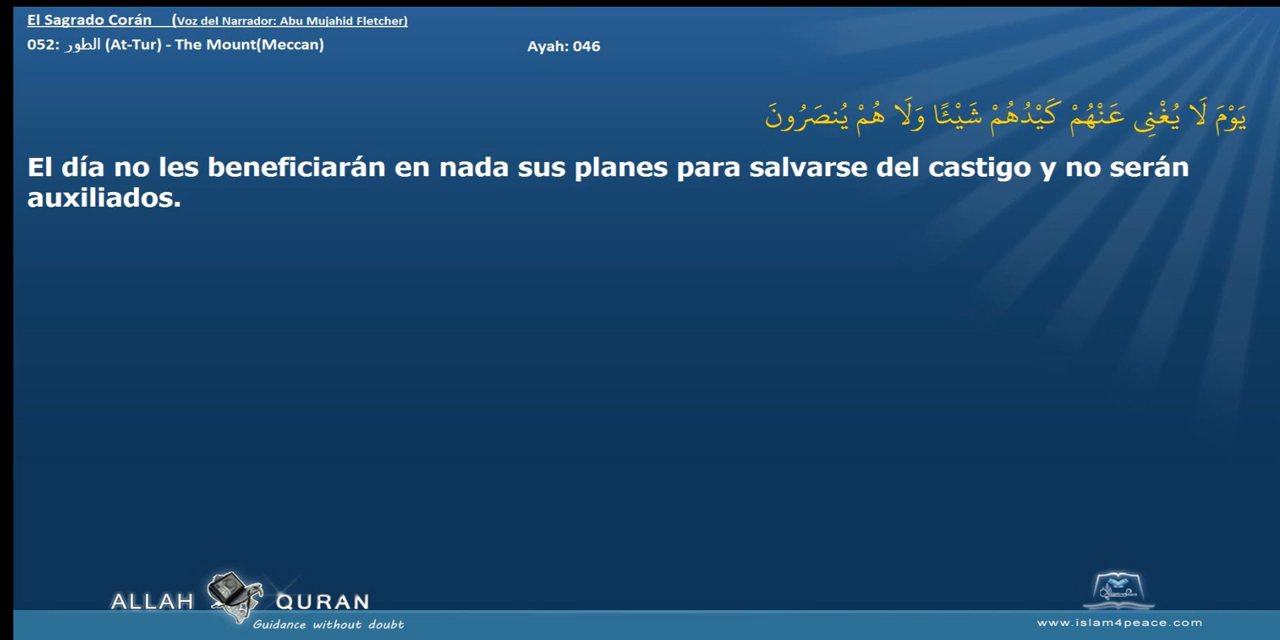 El Sagrado Corán (Voz del Narrador: Abu Mujahid Fletcher)
052: الطور (At-Tur) - The Mount(Meccan) Ayah: 046
يَوْمَ لَا يُغْنِى عَنْهُمْ كَيْدُهُمْ شَيْـًٔا وَلَا هُمْ يُنصَرُونَ
El día no les beneficiarán en nada sus planes para salvarse del castigo y no serán
auxiliados.
ALLAH QURAN
Guidance without doubt
www.islam4peace.com